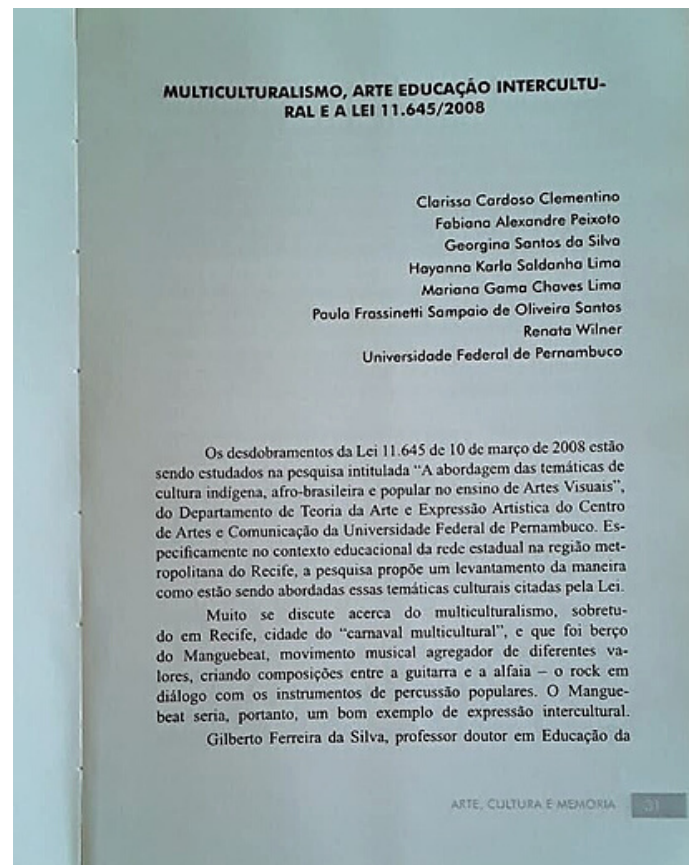 MULTICULTURALISMO, ARTE EDUCAÇÃO INTERCULTU-
RAL E A LEI 11.645/2008
Clarissa Cardoso Clementino
Fabiana Alexandre Peixoto
Georgina Santos da Silva
Hayanna Karla Saldanha Lima
Mariana Gama Chaves Lima
Paula Frassinetti Sampaio de Oliveira Santos
Renata Wilner
Universidade Federal de Pernambuco
Os desdobramentos da Lei 11.645 de 10 de março de 2008 estão
sendo estudados na pesquisa intitulada “A abordagem das temáticas de
cultura indígena, afro-brasileira e popular no ensino de Artes Visuais”,
do Departamento de Teoria da Arte e Expressão Artística do Centro
de Artes e Comunicação da Universidade Federal de Pernambuco. Es-
pecificamente no contexto educacional da rede estadual na região met-
ropolitana do Recife, a pesquisa propõe um levantamento da maneira
como estão sendo abordadas essas temáticas culturais citadas pela Lei.
Muito se discute acerca do multiculturalismo, sobretu-
do em Recife, cidade do “carnaval multicultural”, e que foi berço
do Manguebeat, movimento musical agregador de diferentes va-
lores, criando composições entre a guitarra e a alfaia – o rock em
diálogo com os instrumentos de percussão populares. O Mangue-
beat seria, portanto, um bom exemplo de expressão intercultural.
Gilberto Ferreira da Silva, professor doutor em Educação da
ARTE, CULTURA E MEMÓRIA 31